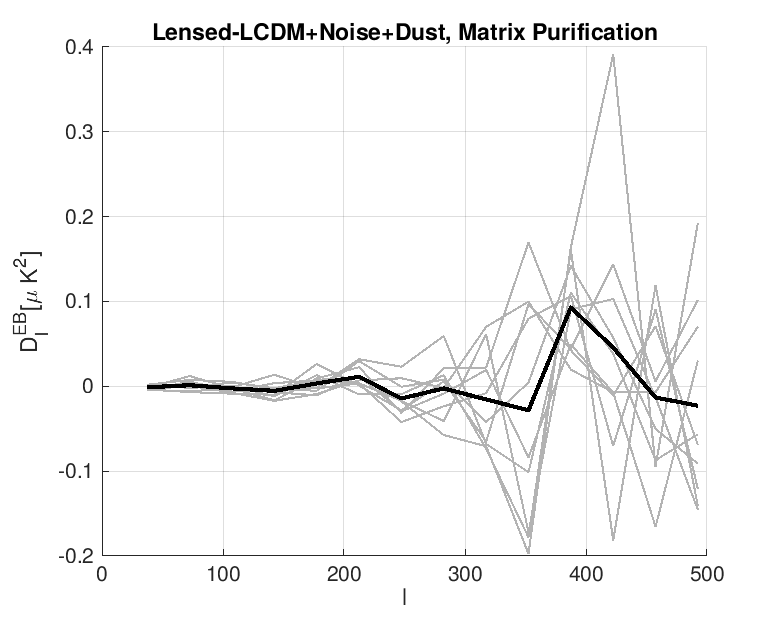 Lensed-LCDM+Noise+Dust, Matrix Purification
0.4
0.3
0.2
0.1
0
-0.1
-0.2
D_l^EB[μ K²]
0 100 200 300 400 500
l